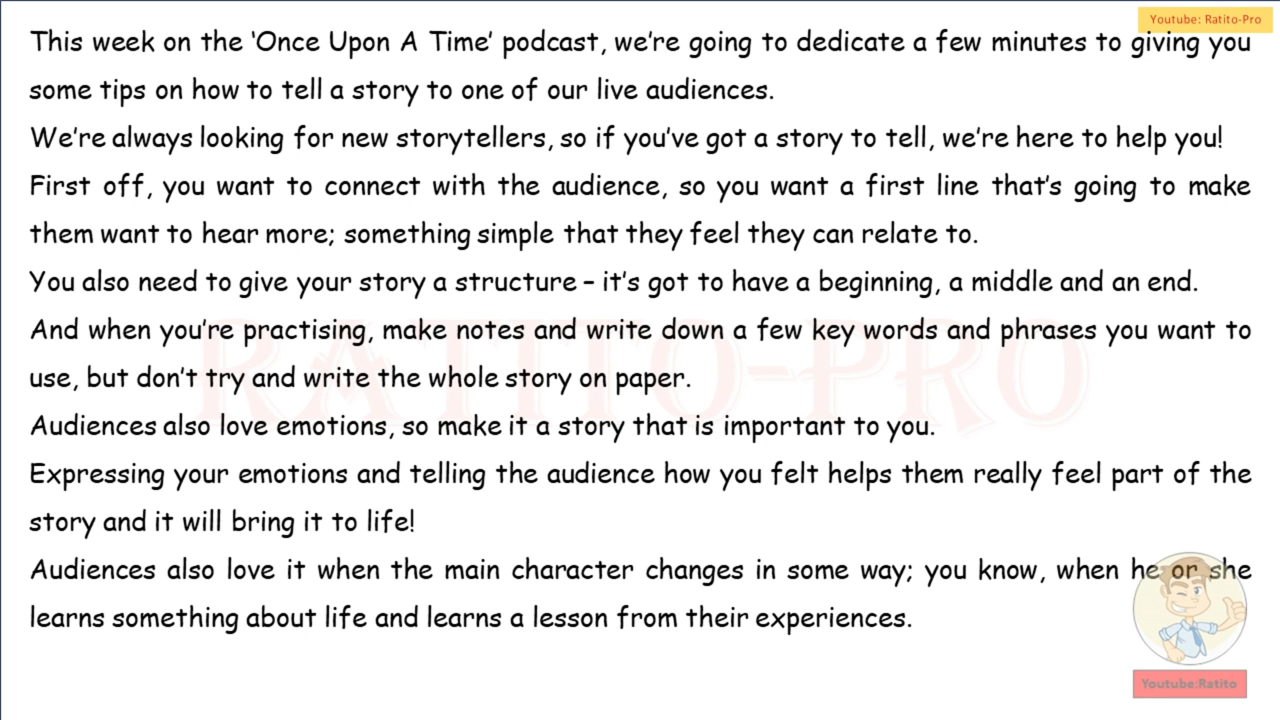 Youtube: Ratito-Pro
This week on the ‘Once Upon A Time’ podcast, we’re going to dedicate a few minutes to giving you
some tips on how to tell a story to one of our live audiences.
We’re always looking for new storytellers, so if you’ve got a story to tell, we’re here to help you!
First off, you want to connect with the audience, so you want a first line that’s going to make
them want to hear more; something simple that they feel they can relate to.
You also need to give your story a structure – it’s got to have a beginning, a middle and an end.
And when you’re practising, make notes and write down a few key words and phrases you want to
use, but don’t try and write the whole story on paper.
RATITO-PRO
Audiences also love emotions, so make it a story that is important to you.
Expressing your emotions and telling the audience how you felt helps them really feel part of the
story and it will bring it to life!
Audiences also love it when the main character changes in some way; you know, when he or she
learns something about life and learns a lesson from their experiences.
Youtube:Ratito